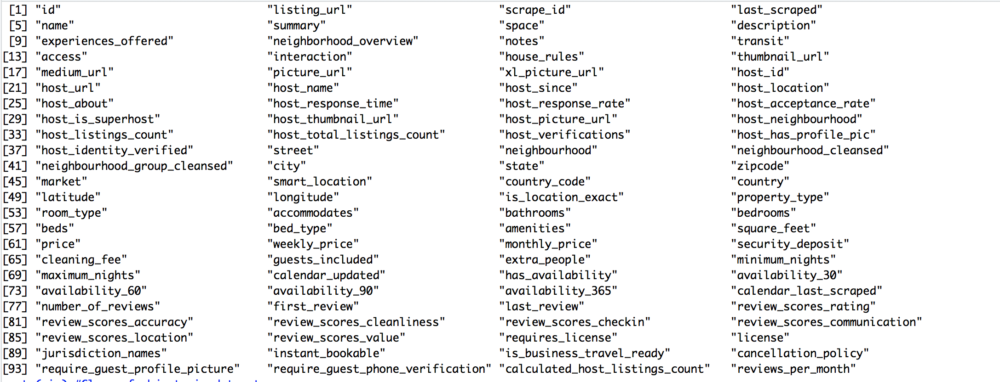 [1] "id" "listing_url" "scrape_id" "last_scraped"
[5] "name" "summary" "space" "description"
[9] "experiences_offered" "neighborhood_overview" "notes" "transit"
[13] "access" "interaction" "house_rules" "thumbnail_url"
[17] "medium_url" "picture_url" "xl_picture_url" "host_id"
[21] "host_url" "host_name" "host_since" "host_location"
[25] "host_about" "host_response_time" "host_response_rate" "host_acceptance_rate"
[29] "host_is_superhost" "host_thumbnail_url" "host_picture_url" "host_neighbourhood"
[33] "host_listings_count" "host_total_listings_count" "host_verifications" "host_has_profile_pic"
[37] "host_identity_verified" "street" "neighbourhood" "neighbourhood_cleansed"
[41] "neighbourhood_group_cleansed" "city" "state" "zipcode"
[45] "market" "smart_location" "country_code" "country"
[49] "latitude" "longitude" "is_location_exact" "property_type"
[53] "room_type" "accommodates" "bathrooms" "bedrooms"
[57] "beds" "bed_type" "amenities" "square_feet"
[61] "price" "weekly_price" "monthly_price" "security_deposit"
[65] "cleaning_fee" "guests_included" "extra_people" "minimum_nights"
[69] "maximum_nights" "calendar_updated" "has_availability" "availability_30"
[73] "availability_60" "availability_90" "availability_365" "calendar_last_scraped"
[77] "number_of_reviews" "first_review" "last_review" "review_scores_rating"
[81] "review_scores_accuracy" "review_scores_cleanliness" "review_scores_checkin" "review_scores_communication"
[85] "review_scores_location" "review_scores_value" "requires_license" "license"
[89] "jurisdiction_names" "instant_bookable" "is_business_travel_ready" "cancellation_policy"
[93] "require_guest_profile_picture" "require_guest_phone_verification" "calculated_host_listings_count" "reviews_per_month"